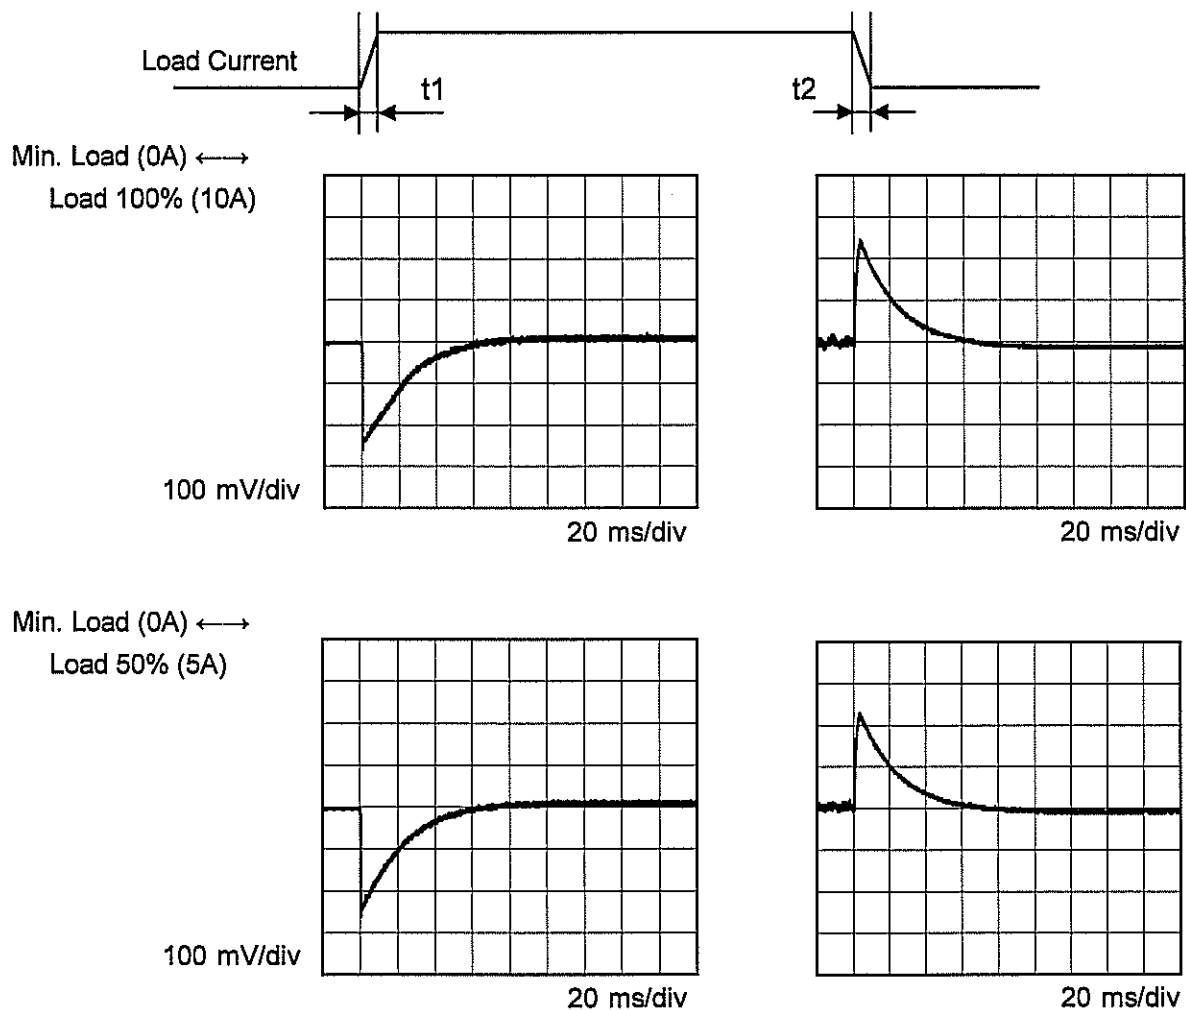 Load Current
t1
t2
Min. Load (0A) ←→
Load 100% (10A)
100 mV/div
20 ms/div
20 ms/div
Min. Load (0A) ←→
Load 50% (5A)
100 mV/div
20 ms/div
20 ms/div